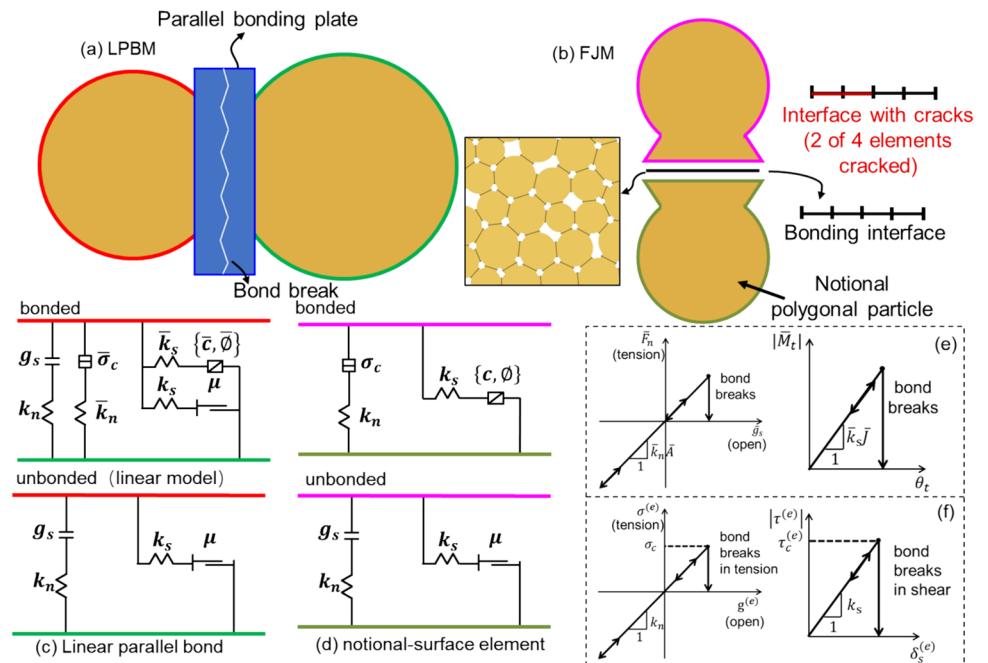 Parallel bonding plate
(a) LPBM
Bond break
(b) FJM
Interface with cracks
(2 of 4 elements
cracked)
Bonding interface
Notional
polygonal particle
bonded
g_s
k_n
σ̅_c
k̅_n
k̅_s
{c̅, ∅̅}
k_s
μ
unbonded (linear model)
g_s
k_n
k_s
μ
(c) Linear parallel bond
bonded
σ_c
k_n
k_s
{c, ∅}
unbonded
g_s
k_n
k_s
μ
(d) notional-surface element
(e)
F̅_n
(tension)
bond
breaks
g̅_s
(open)
k̅_n A̅
1
|M̅_t|
bond
breaks
k̅_s J̅
1
θ_t
(f)
σ^(e)
(tension)
σ_c
bond
breaks
in tension
g^(e)
(open)
k_n
1
|τ^(e)|
τ_c^(e)
bond
breaks
in shear
k_s
1
δ_s^(e)